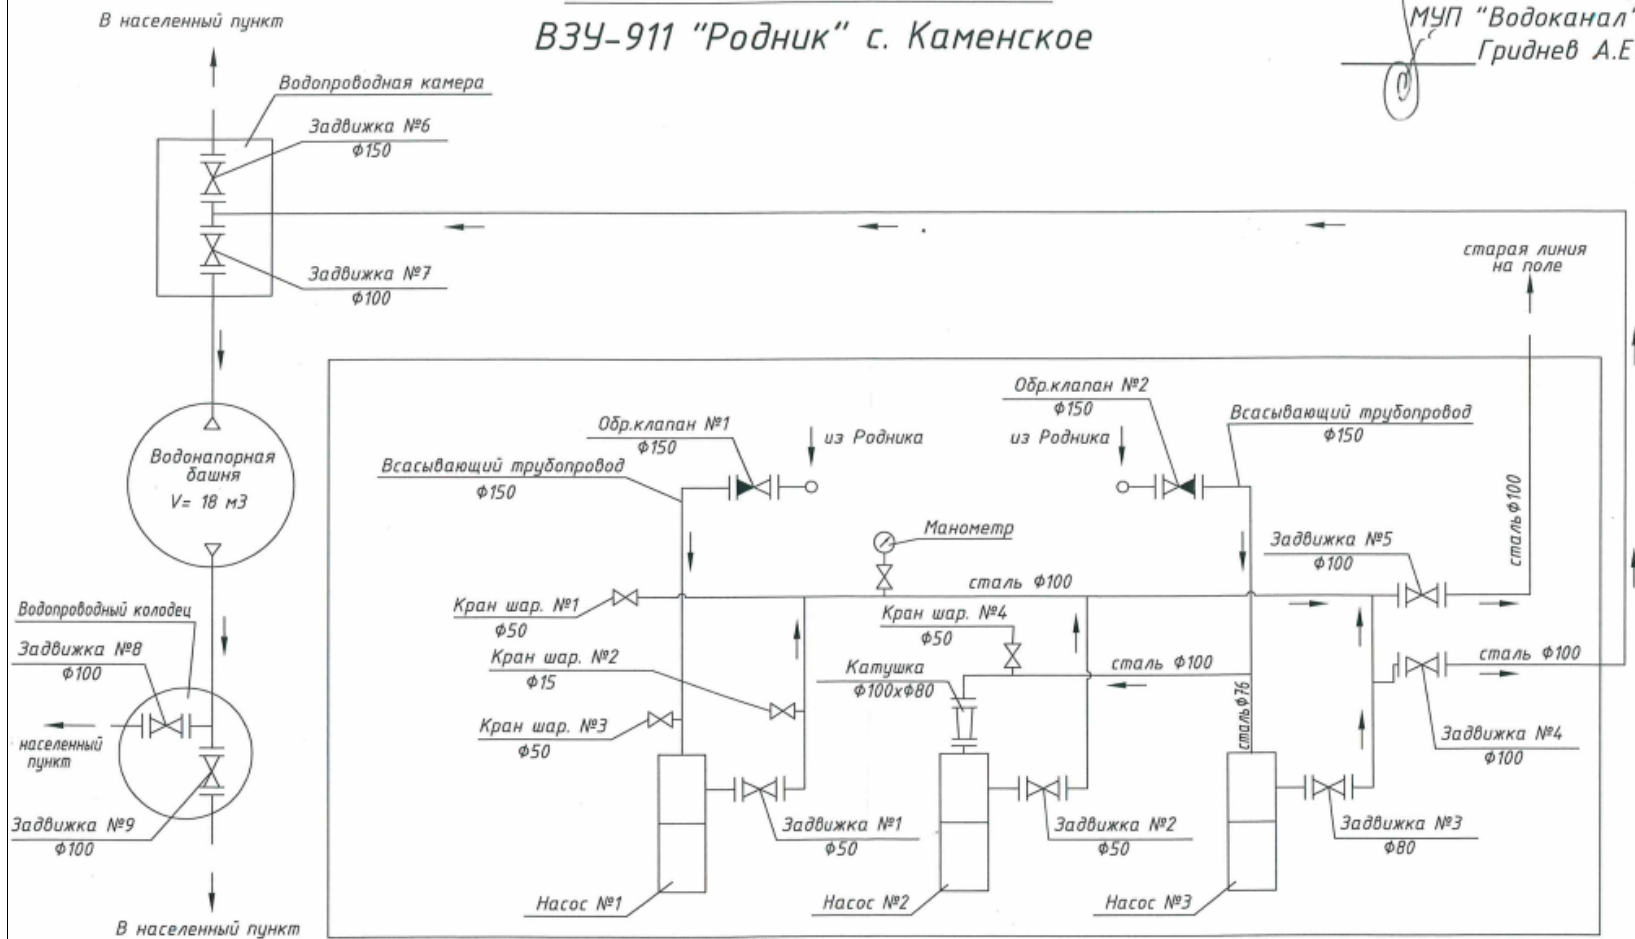 В населенный пункт
ВЗУ-911 "Родник" с. Каменское
МУП "Водоканал"
Гриднев А.Е
Водопроводная камера
Задвижка №6
ф150
Задвижка №7
ф100
старая линия
на поле
Водонапорная
башня
V= 18 м3
Обр.клапан №1
ф150
из Родника
Всасывающий трубопровод
ф150
Обр.клапан №2
ф150
из Родника
Всасывающий трубопровод
ф150
Манометр
сталь ф100
Задвижка №5
ф100
сталь ф100
Водопроводный колодец
Задвижка №8
ф100
населенный
пункт
Задвижка №9
ф100
В населенный пункт
Кран шар. №1
ф50
Кран шар. №2
ф15
Кран шар. №3
ф50
Кран шар. №4
ф50
Катушка
ф100хф80
сталь ф100
сталь ф76
сталь ф100
Задвижка №4
ф100
Задвижка №1
ф50
Задвижка №2
ф50
Задвижка №3
ф80
Насос №1
Насос №2
Насос №3